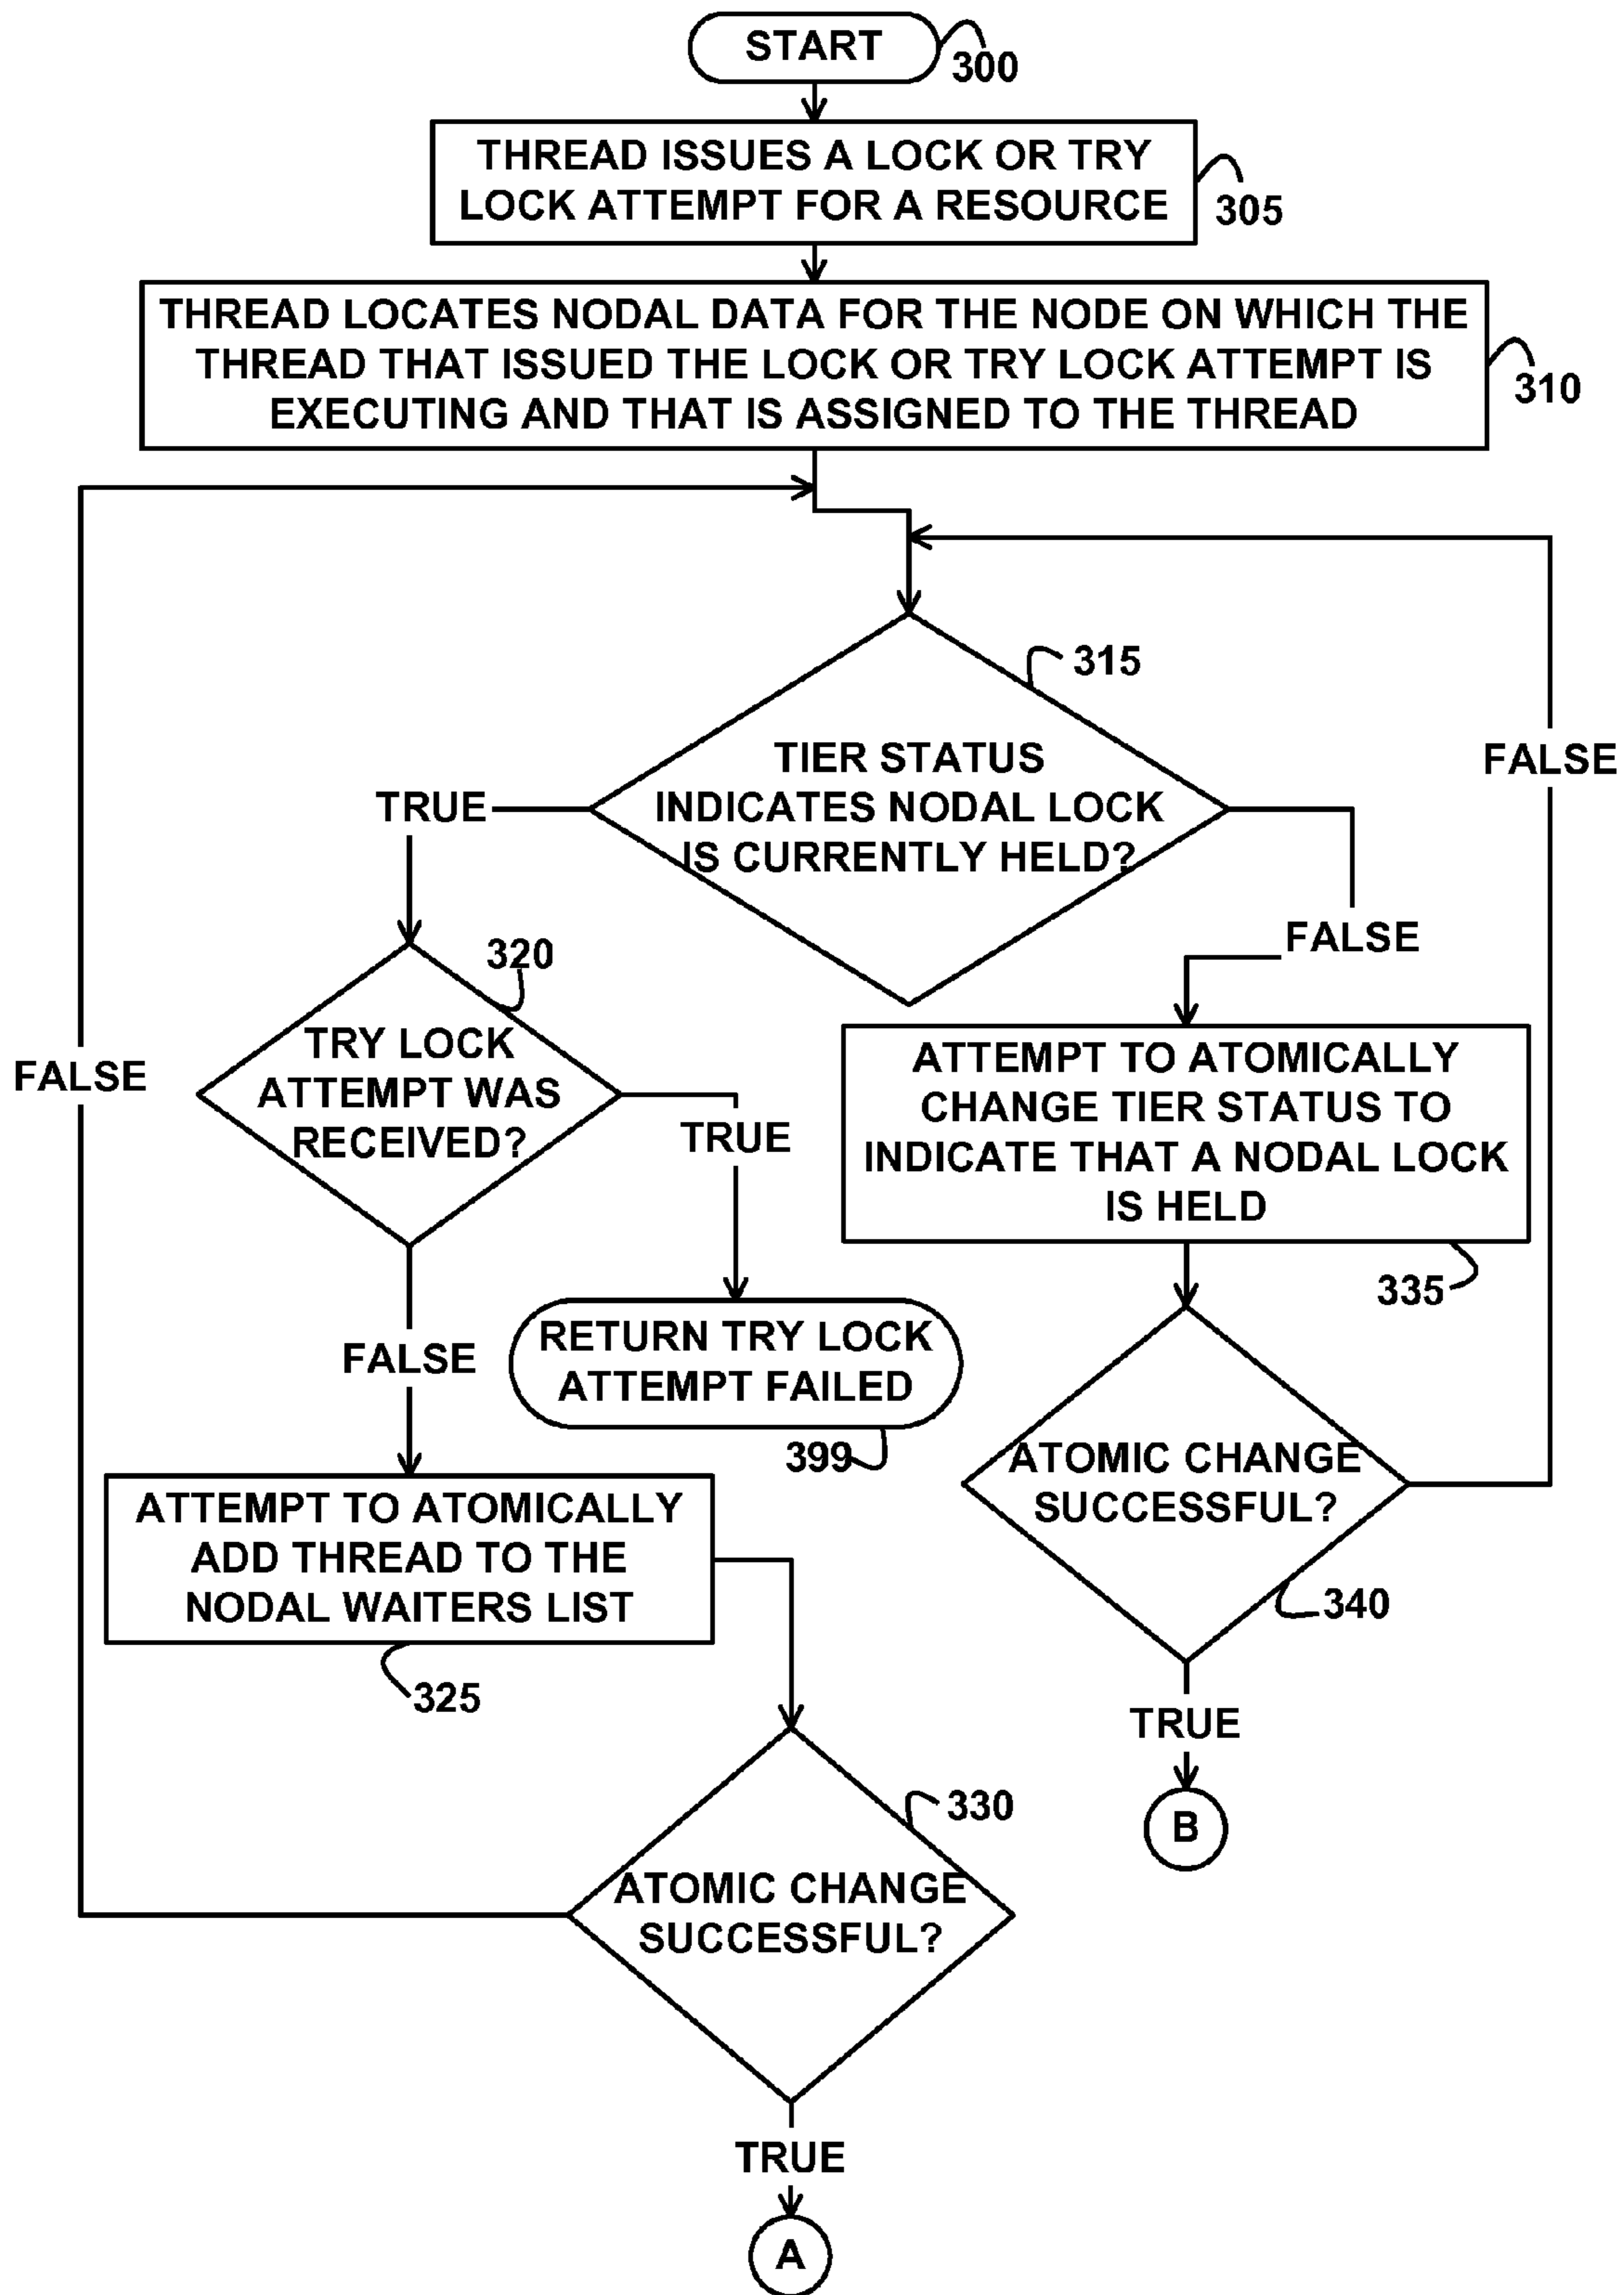 START
300
THREAD ISSUES A LOCK OR TRY
LOCK ATTEMPT FOR A RESOURCE
305
THREAD LOCATES NODAL DATA FOR THE NODE ON WHICH THE
THREAD THAT ISSUED THE LOCK OR TRY LOCK ATTEMPT IS
EXECUTING AND THAT IS ASSIGNED TO THE THREAD
310
315
TIER STATUS
INDICATES NODAL LOCK
IS CURRENTLY HELD?
TRUE
FALSE
FALSE
320
TRY LOCK
ATTEMPT WAS
RECEIVED?
FALSE
TRUE
ATTEMPT TO ATOMICALLY
CHANGE TIER STATUS TO
INDICATE THAT A NODAL LOCK
IS HELD
335
RETURN TRY LOCK
ATTEMPT FAILED
399
FALSE
ATOMIC CHANGE
SUCCESSFUL?
340
ATTEMPT TO ATOMICALLY
ADD THREAD TO THE
NODAL WAITERS LIST
325
TRUE
B
330
ATOMIC CHANGE
SUCCESSFUL?
TRUE
A